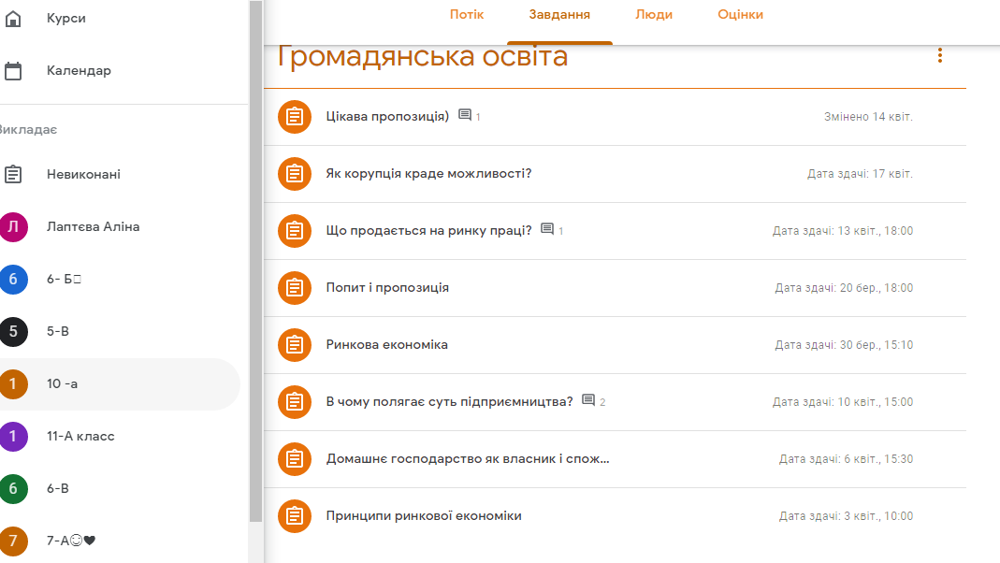 Курси
Календар
Викладає
Невиконані
Л Лаптєва Аліна
6 6- Б
5 5-В
1 10 -а
1 11-А класс
6 6-В
7 7-А☺♥
Потік Завдання Люди Оцінки
Громадянська освіта
Цікава пропозиція) 1 Змінено 14 квіт.
Як корупція краде можливості? Дата здачі: 17 квіт.
Що продається на ринку праці? 1 Дата здачі: 13 квіт., 18:00
Попит і пропозиція Дата здачі: 20 бер., 18:00
Ринкова економіка Дата здачі: 30 бер., 15:10
В чому полягає суть підприємництва? 2 Дата здачі: 10 квіт., 15:00
Домашнє господарство як власник і спож... Дата здачі: 6 квіт., 15:30
Принципи ринкової економіки Дата здачі: 3 квіт., 10:00